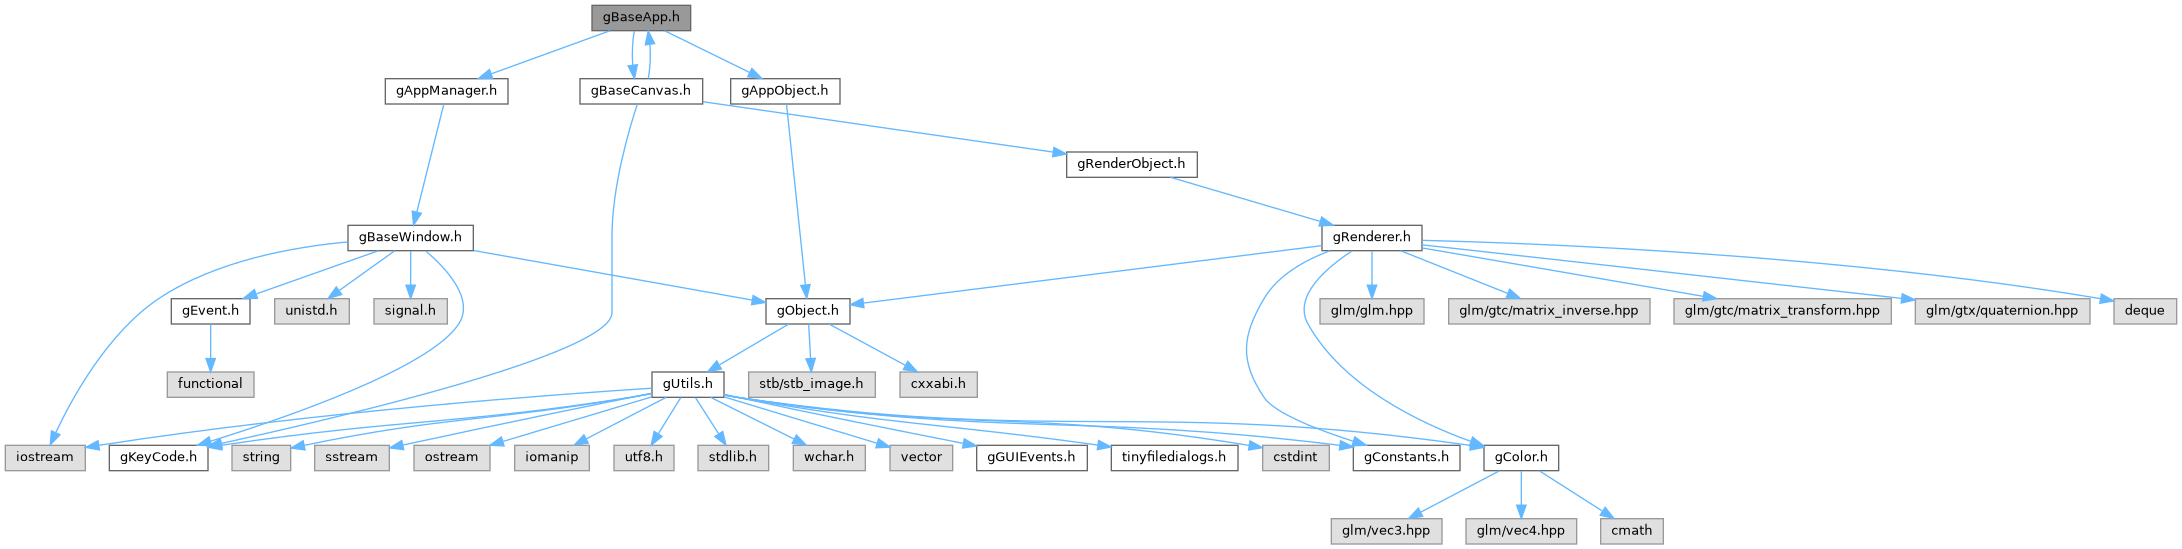 gBaseApp.h
gAppManager.h
gBaseCanvas.h
gAppObject.h
gRenderObject.h
gBaseWindow.h
gRenderer.h
gEvent.h
unistd.h
signal.h
gObject.h
glm/glm.hpp
glm/gtc/matrix_inverse.hpp
glm/gtc/matrix_transform.hpp
glm/gtx/quaternion.hpp
deque
functional
gUtils.h
stb/stb_image.h
cxxabi.h
iostream
gKeyCode.h
string
sstream
ostream
iomanip
utf8.h
stdlib.h
wchar.h
vector
gGUIEvents.h
tinyfiledialogs.h
cstdint
gConstants.h
gColor.h
glm/vec3.hpp
glm/vec4.hpp
cmath